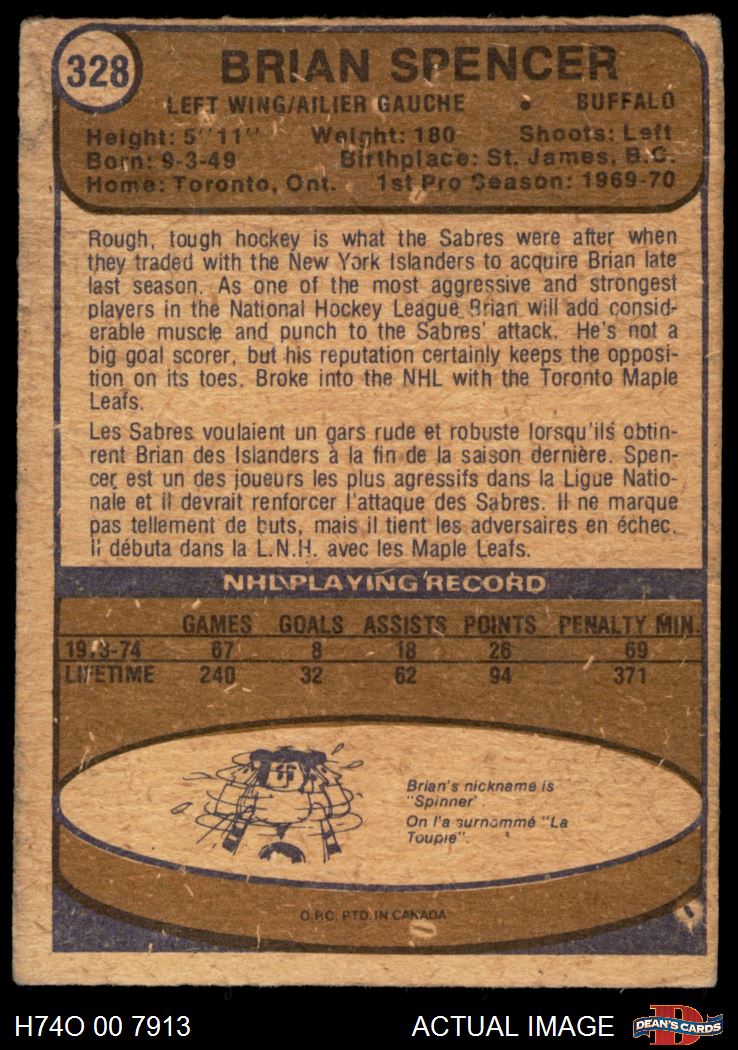 328
BRIAN SPENCER
LEFT WING/AILIER GAUCHE • BUFFALO
Height: 5''11'' Weight: 180 Shoots: Left
Born: 9-3-49 Birthplace: St. James, B.C.
Home: Toronto, Ont. 1st Pro Season: 1969-70
Rough, tough hockey is what the Sabres were after when
they traded with the New York Islanders to acquire Brian late
last season. As one of the most aggressive and strongest
players in the National Hockey League, Brian will add consid-
erable muscle and punch to the Sabres' attack. He's not a
big goal scorer, but his reputation certainly keeps the opposi-
tion on its toes. Broke into the NHL with the Toronto Maple
Leafs.
Les Sabres voulaient un gars rude et robuste lorsqu'ils obtin-
rent Brian des Islanders à la fin de la saison dernière. Spen-
cer est un des joueurs les plus agressifs dans la Ligue Natio-
nale et il devrait renforcer l'attaque des Sabres. Il ne marque
pas tellement de buts, mais il tient les adversaires en échec.
Il débuta dans la L.N.H. avec les Maple Leafs.
NHL PLAYING RECORD
GAMES GOALS ASSISTS POINTS PENALTY MIN.
1973-74 67 8 18 26 69
LIFETIME 240 32 62 94 371
Brian's nickname is
"Spinner"
On l'a surnommé "La
Toupie".
O.P.C. PTD. IN CANADA
H74O 00 7913
ACTUAL IMAGE
D
DEAN'S CARDS